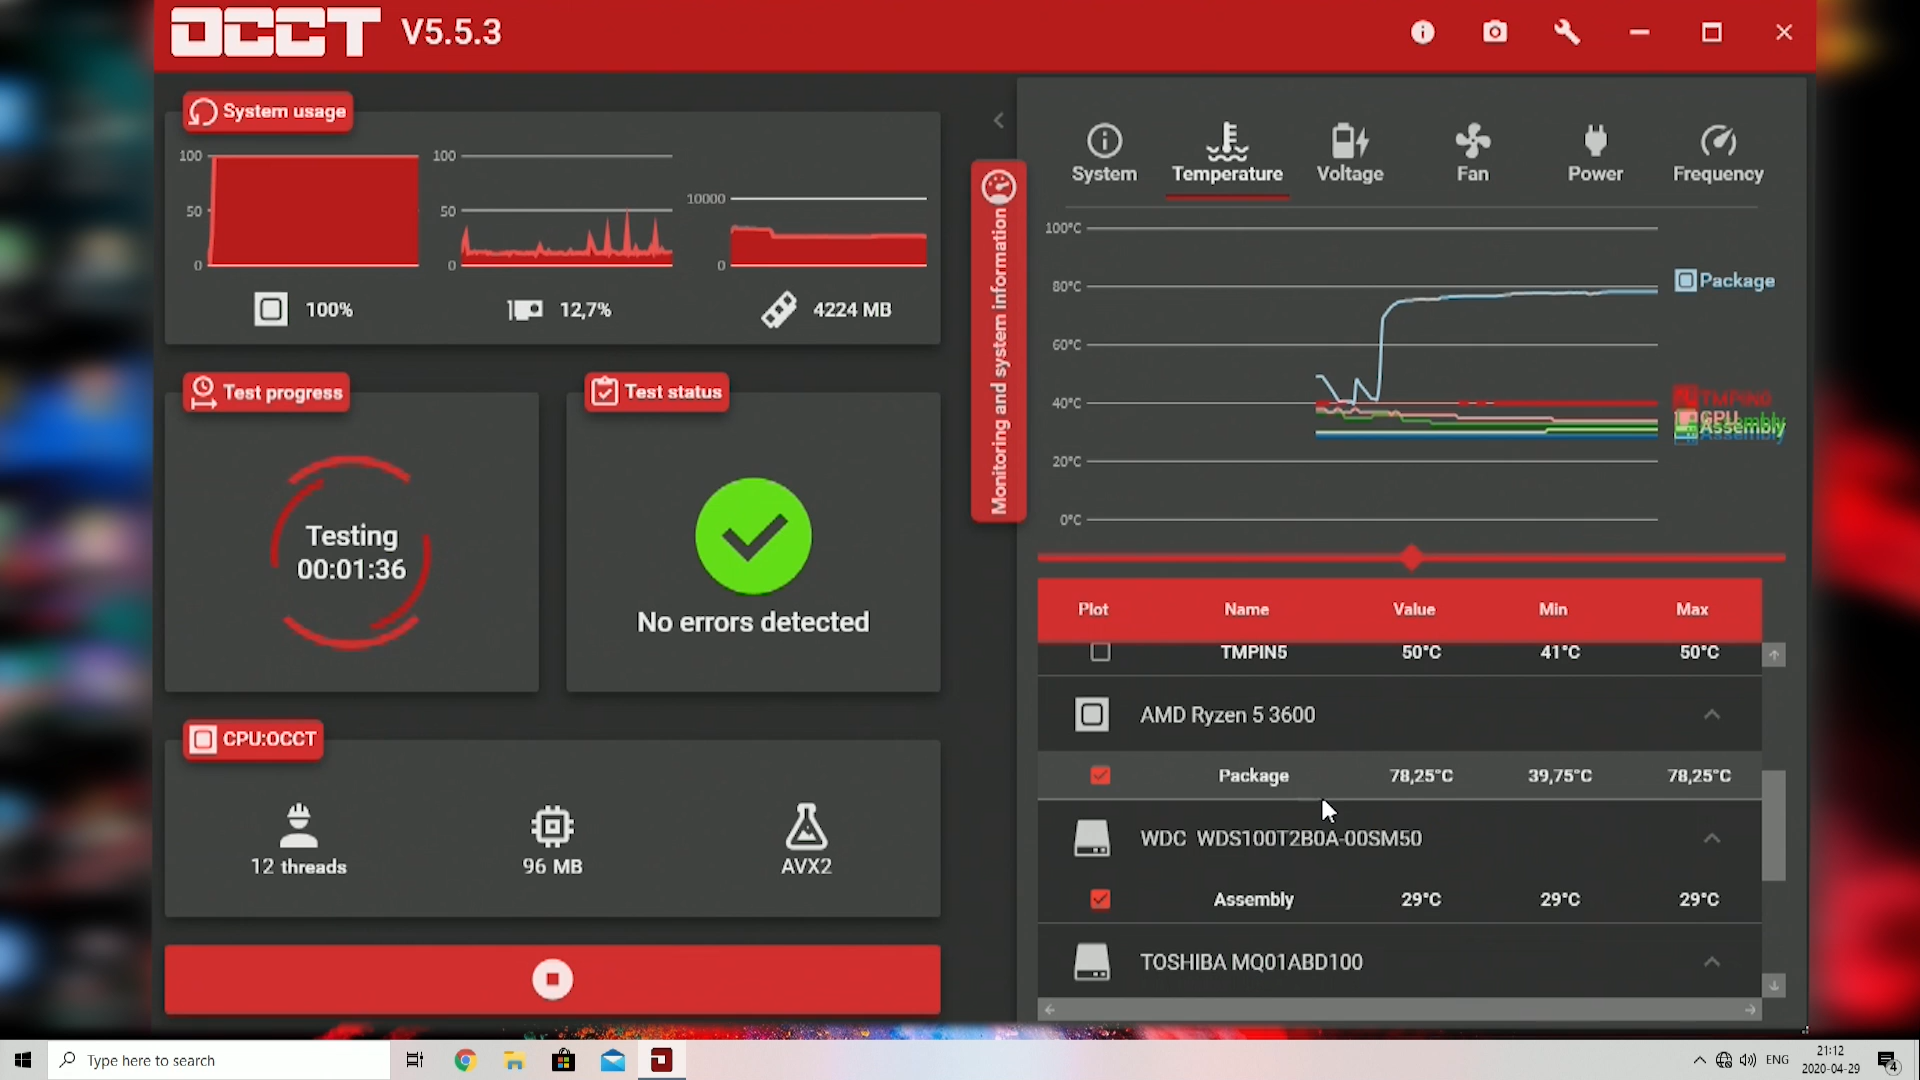 OCCT V5.5.3
System usage
100
50
0
100%
100
50
0
12,7%
10000
0
4224 MB
Test progress
Testing
00:01:36
Test status
No errors detected
CPU:OCCT
12 threads
96 MB
AVX2
Monitoring and system information
System
Temperature
Voltage
Fan
Power
Frequency
100°C
80°C
60°C
40°C
20°C
0°C
Package
TMPIN0
GPU
Assembly
Plot Name Value Min Max
TMPIN5 50°C 41°C 50°C
AMD Ryzen 5 3600
Package 78,25°C 39,75°C 78,25°C
WDC WDS100T2B0A-00SM50
Assembly 29°C 29°C 29°C
TOSHIBA MQ01ABD100
Type here to search
ENG
21:12
2020-04-29
4